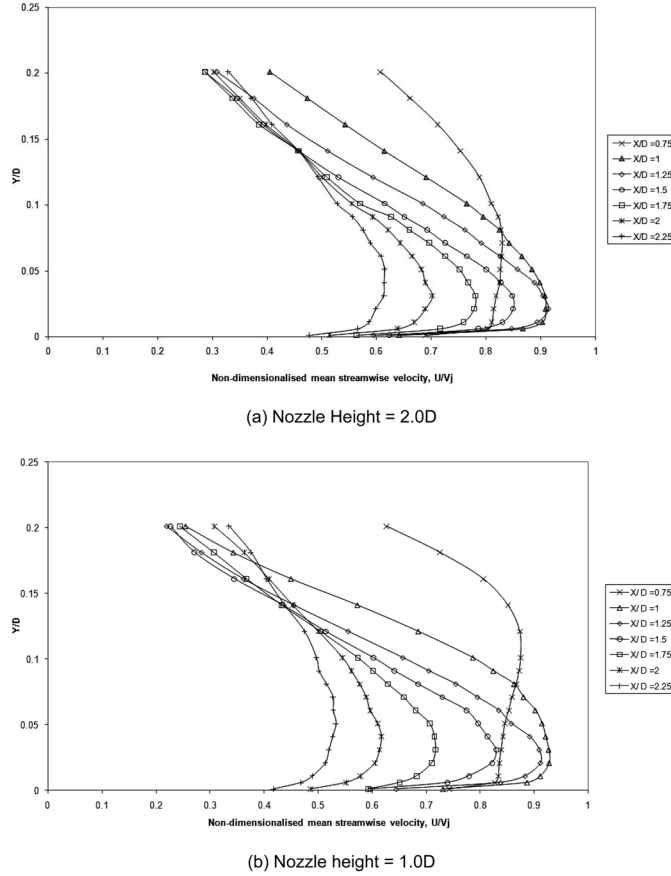 0.25
0.2
0.15
Y/D
0.1
0.05
0
0 0.1 0.2 0.3 0.4 0.5 0.6 0.7 0.8 0.9 1
Non-dimensionalised mean streamwise velocity, U/Vj
X/D =0.75
X/D =1
X/D =1.25
X/D =1.5
X/D =1.75
X/D =2
X/D =2.25
(a) Nozzle Height = 2.0D
0.25
0.2
0.15
Y/D
0.1
0.05
0
0 0.1 0.2 0.3 0.4 0.5 0.6 0.7 0.8 0.9 1
Non-dimensionalised mean streamwise velocity, U/Vj
X/D =0.75
X/D =1
X/D =1.25
X/D =1.5
X/D =1.75
X/D =2
X/D =2.25
(b) Nozzle height = 1.0D